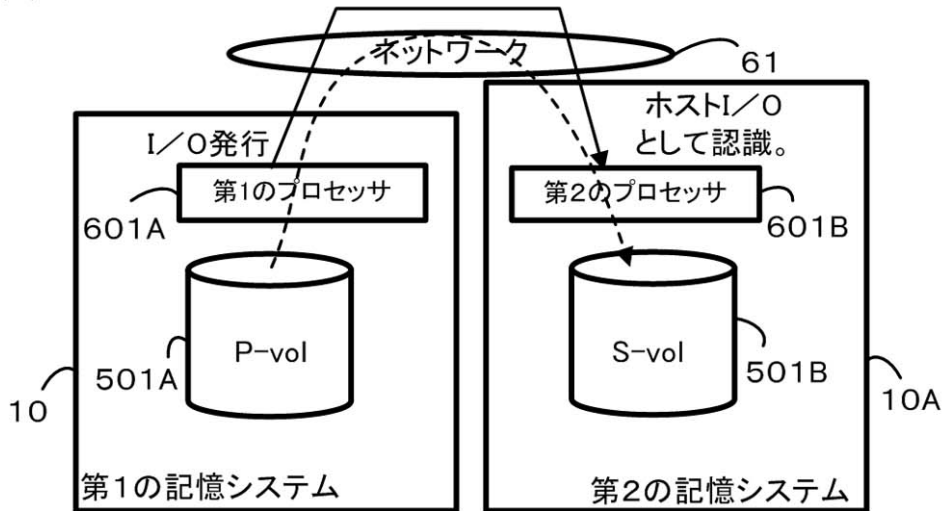 ネットワーク
61
I/O発行
ホストI/O
として認識。
第1のプロセッサ
第2のプロセッサ
601A
601B
P-vol
S-vol
501A
501B
10
10A
第1の記憶システム
第2の記憶システム